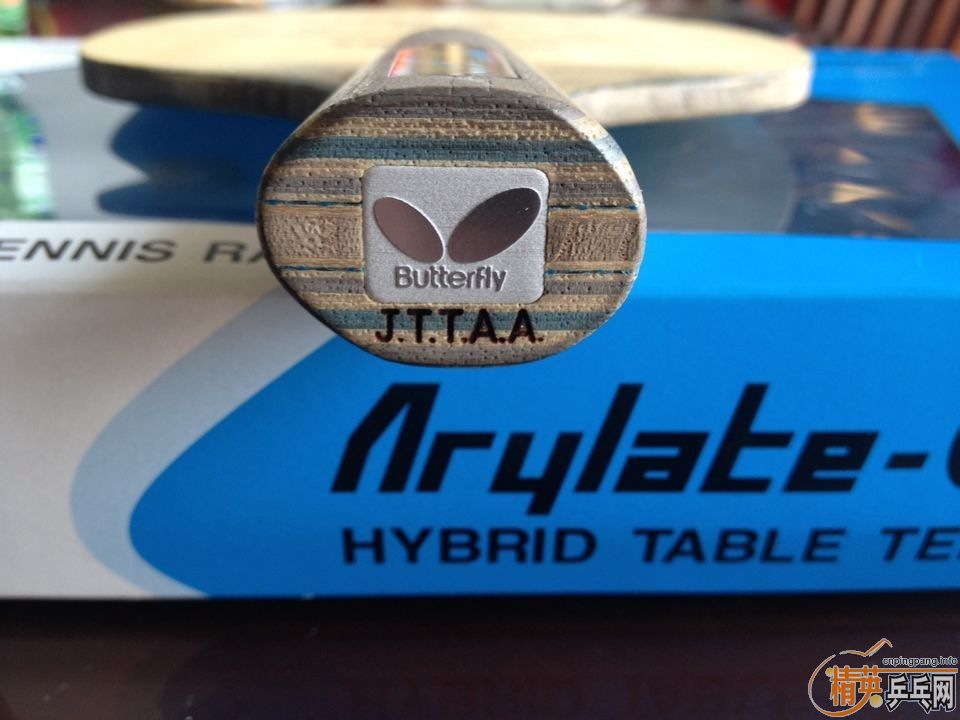 ENNIS RA
Butterfly
J.T.T.A.A.
Arylate-
HYBRID TABLE TE
cnpingpang.info
精英乒乓网